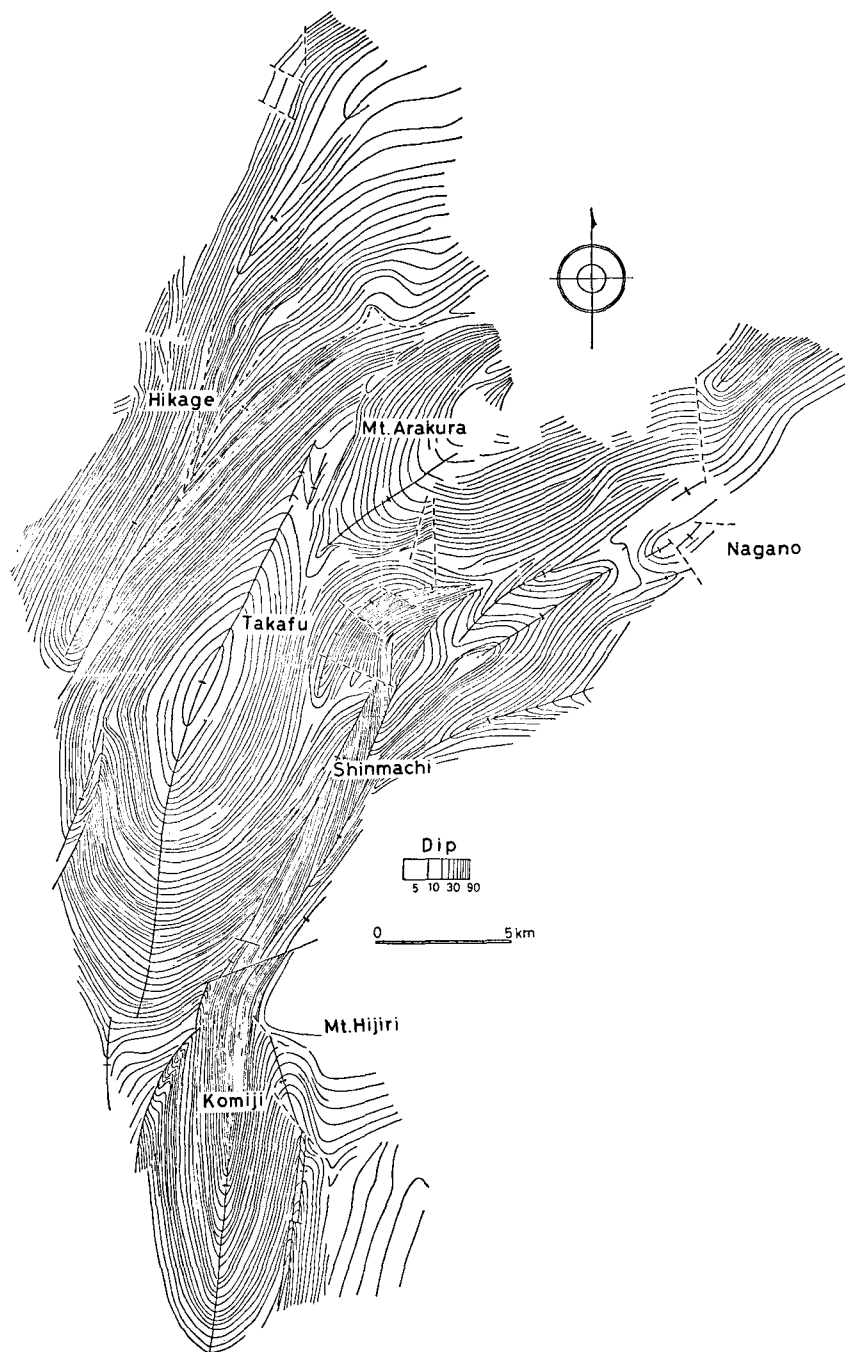 Hikage
Mt.Arakura
Nagano
Takafu
Shinmachi
Dip
5 10 30 90
0 5km
Mt.Hijiri
Komiji